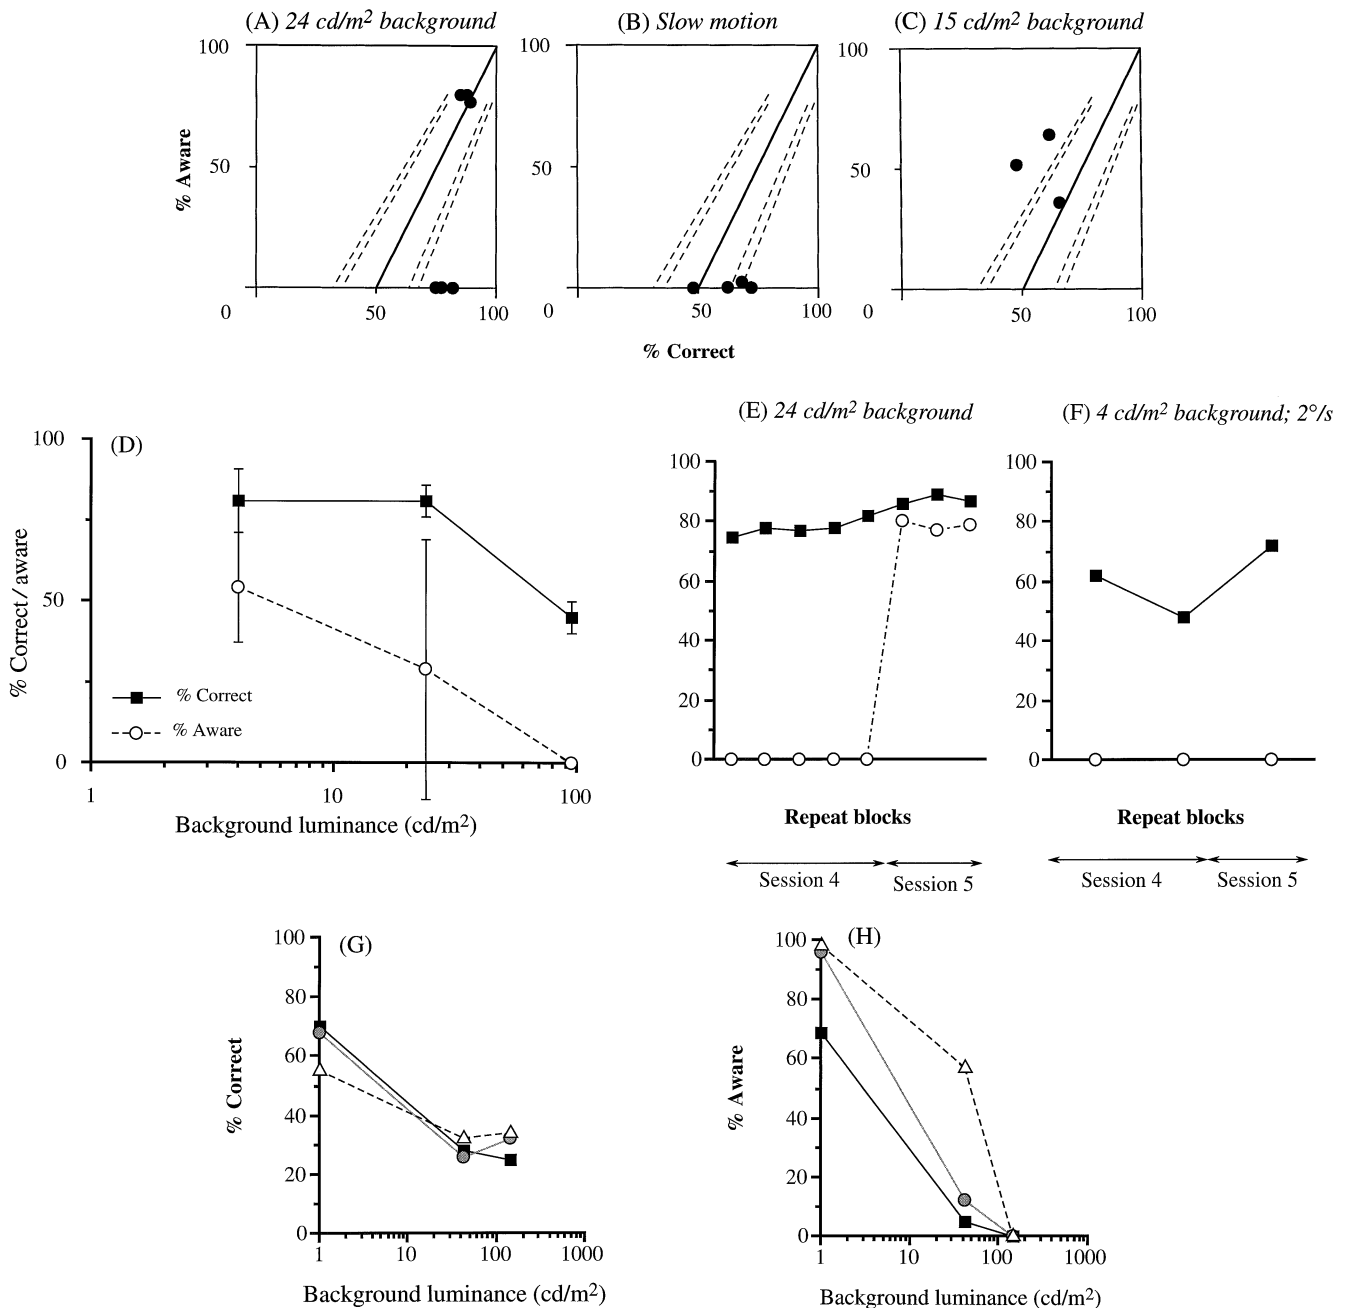 (A) 24 cd/m2 background
(B) Slow motion
(C) 15 cd/m2 background
100
100
100
% Aware
50
50
50
0
50
100
0
50
100
0
50
100
% Correct
(E) 24 cd/m2 background
(F) 4 cd/m2 background; 2°/s
100
(D)
% Correct / aware
50
% Correct
% Aware
0
1
10
100
Background luminance (cd/m2)
100
80
60
40
20
0
Repeat blocks
Session 4
Session 5
100
80
60
40
20
0
Repeat blocks
Session 4
Session 5
(G)
100
80
60
40
20
0
% Correct
1
10
100
1000
Background luminance (cd/m2)
(H)
100
80
60
40
20
0
% Aware
1
10
100
1000
Background luminance (cd/m2)